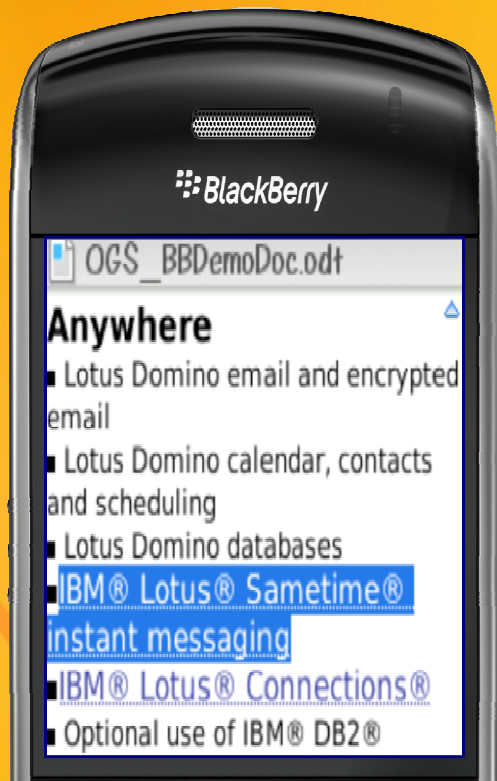 BlackBerry
OGS_BBDemoDoc.odt
Anywhere
▪ Lotus Domino email and encrypted
email
▪ Lotus Domino calendar, contacts
and scheduling
▪ Lotus Domino databases
▪IBM® Lotus® Sametime®
instant messaging
▪IBM® Lotus® Connections®
▪ Optional use of IBM® DB2®